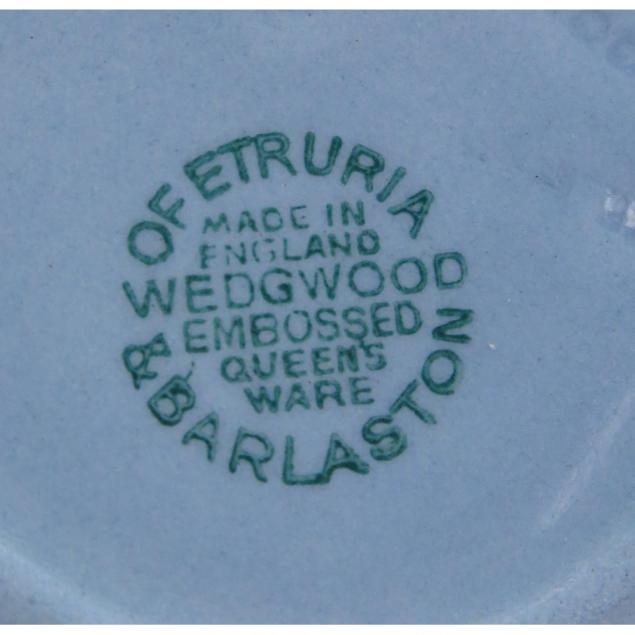 OF ETRURIA
MADE IN
ENGLAND
WEDGWOOD
EMBOSSED
QUEEN'S
WARE
& BARLASTON